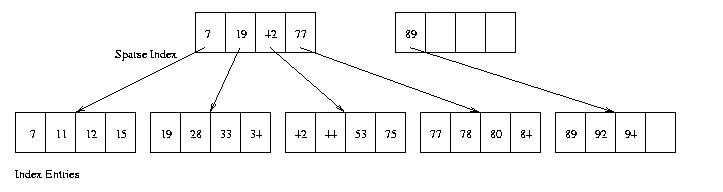 7 19 42 77 89
Sparse Index
7 11 12 15 19 28 33 34 42 44 53 75 77 78 80 84 89 92 94
Index Entries